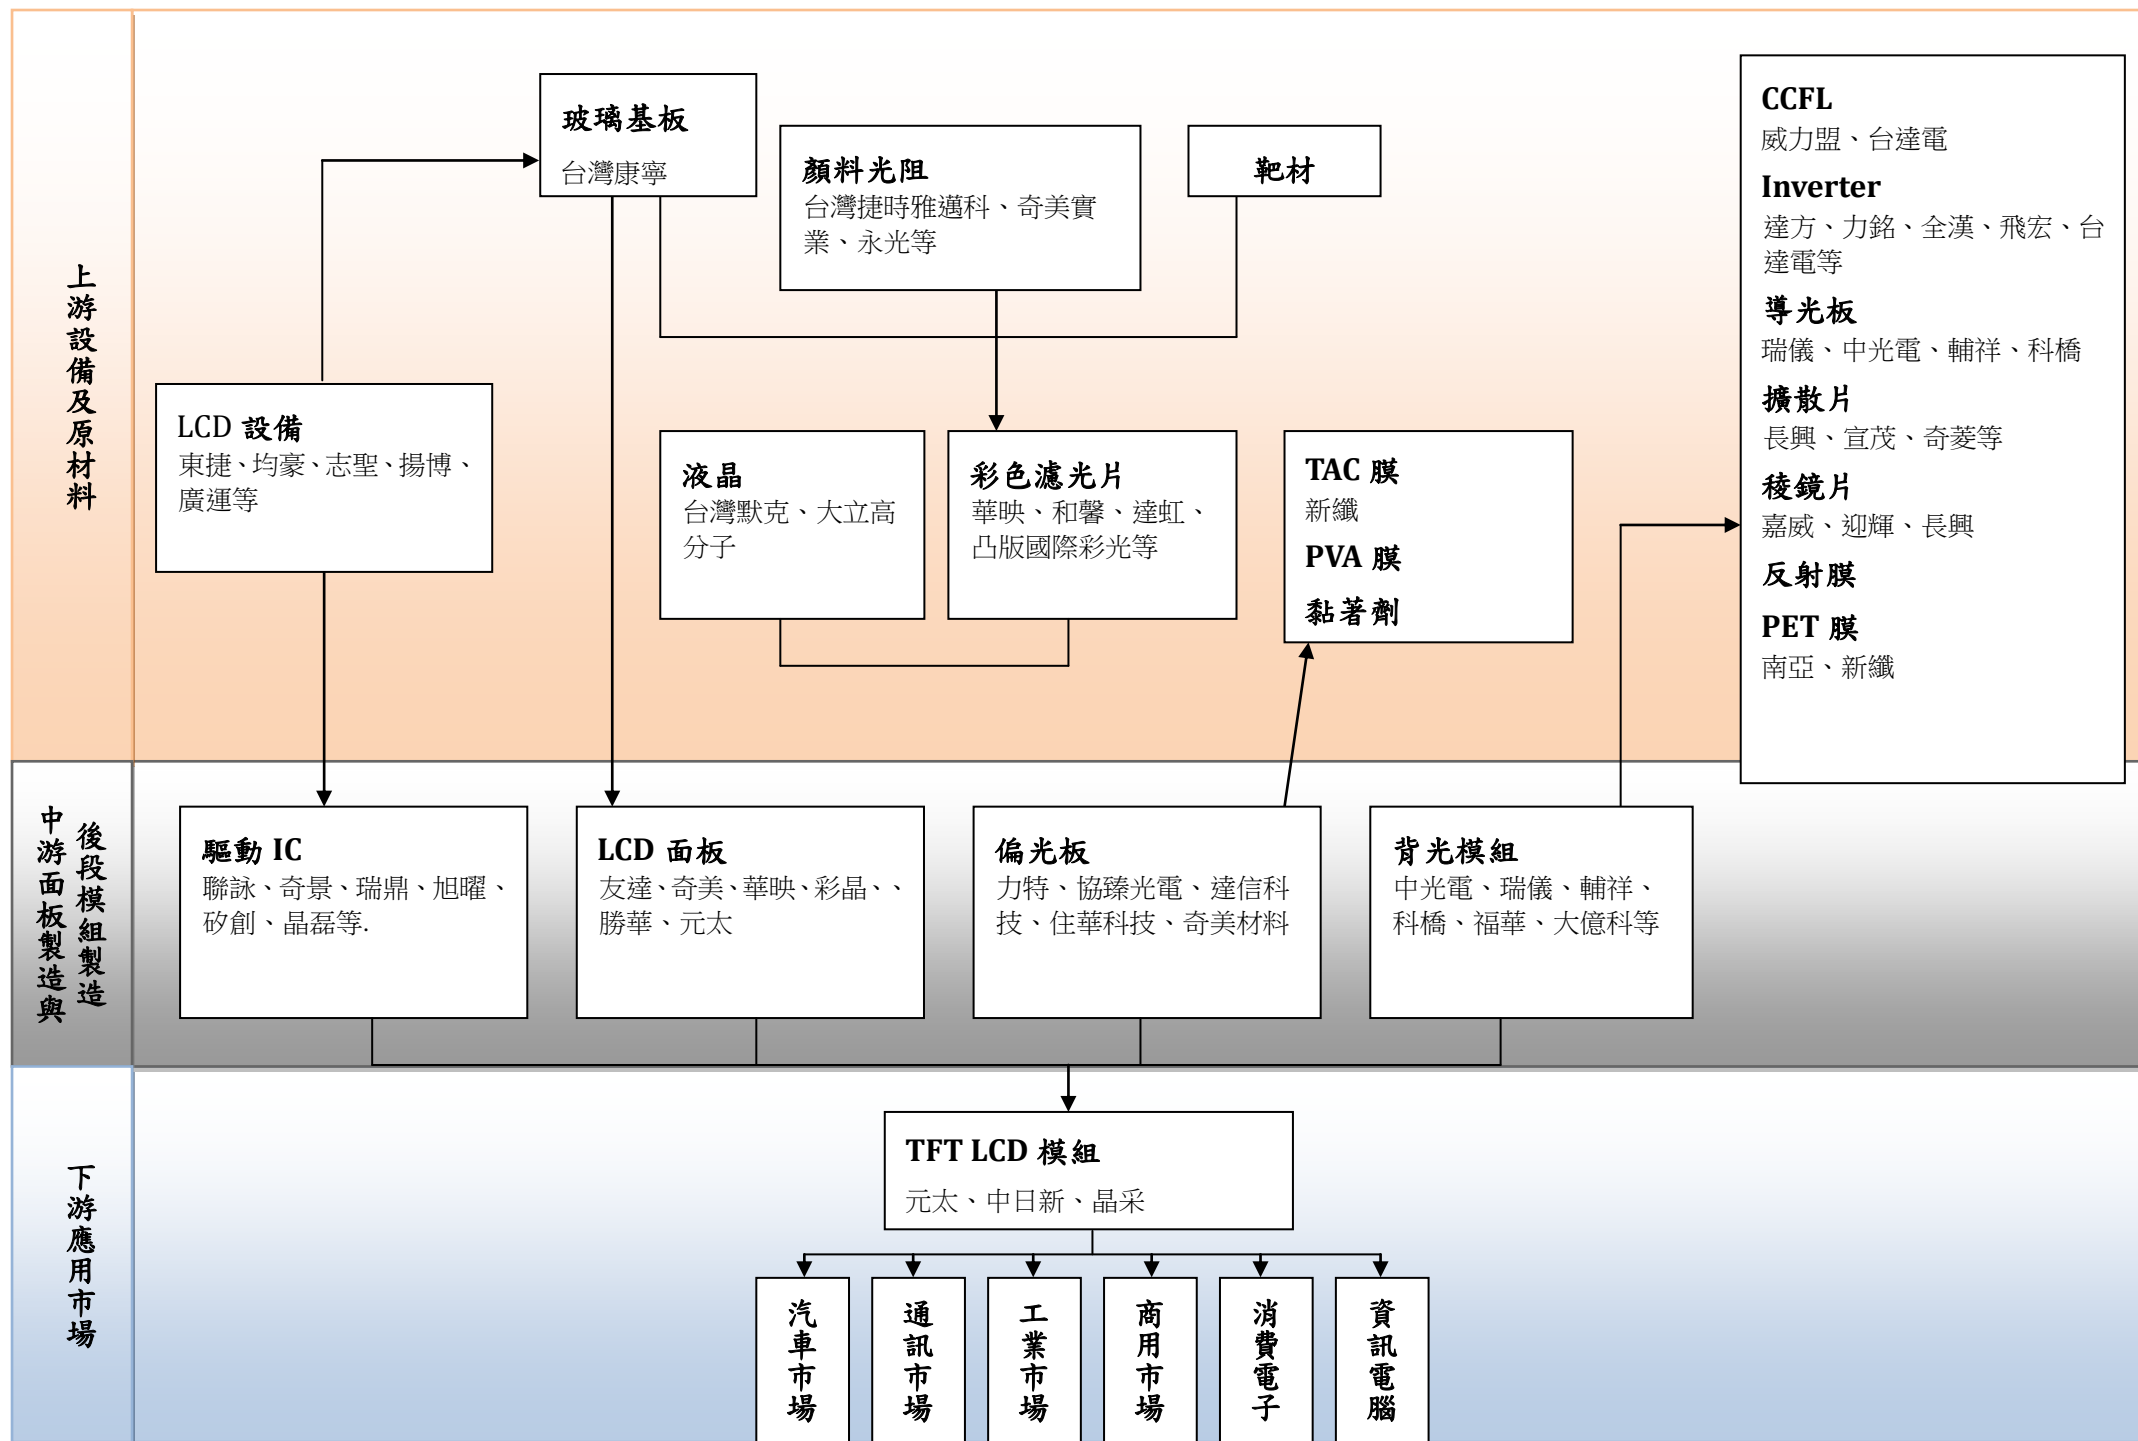 上游設備及原材料
玻璃基板
台灣康寧
顏料光阻
台灣捷時雅邁科、奇美實
業、永光等
靶材
CCFL
威力盟、台達電
Inverter
達方、力銘、全漢、飛宏、台
達電等
導光板
瑞儀、中光電、輔祥、科橋
擴散片
長興、宣茂、奇菱等
稜鏡片
嘉威、迎輝、長興
反射膜
PET 膜
南亞、新纖
LCD 設備
東捷、均豪、志聖、揚博、
廣運等
液晶
台灣默克、大立高
分子
彩色濾光片
華映、和馨、達虹、
凸版國際彩光等
TAC 膜
新纖
PVA 膜
黏著劑
中游面板製造與
後段模組製造
驅動 IC
聯詠、奇景、瑞鼎、旭曜、
矽創、晶磊等.
LCD 面板
友達、奇美、華映、彩晶、、
勝華、元太
偏光板
力特、協臻光電、達信科
技、住華科技、奇美材料
背光模組
中光電、瑞儀、輔祥、
科橋、福華、大億科等
下游應用市場
TFT LCD 模組
元太、中日新、晶采
汽車市場
通訊市場
工業市場
商用市場
消費電子
資訊電腦